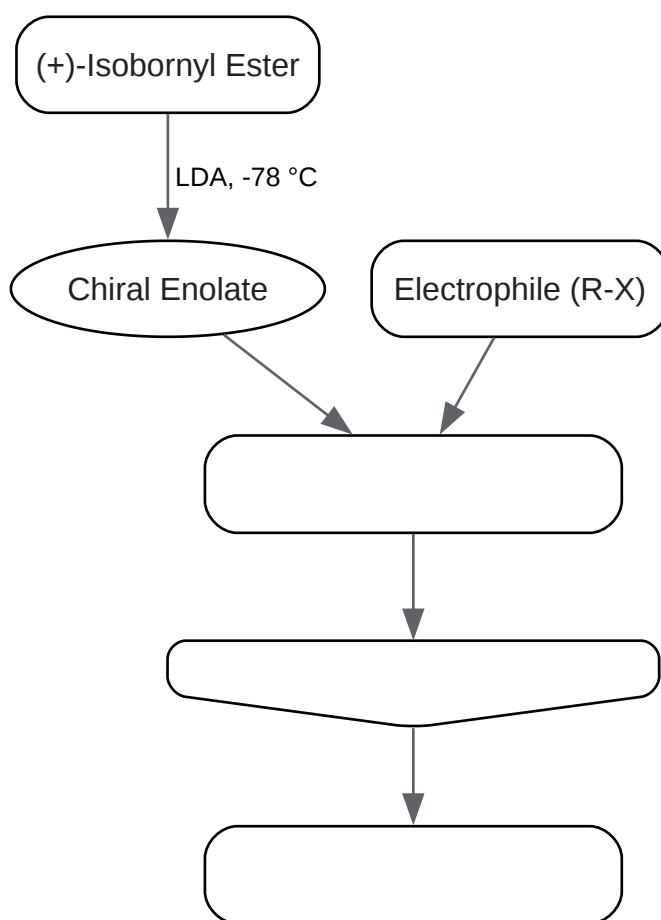 (+)-Isobornyl Ester
LDA, -78 °C
Chiral Enolate
Electrophile (R-X)